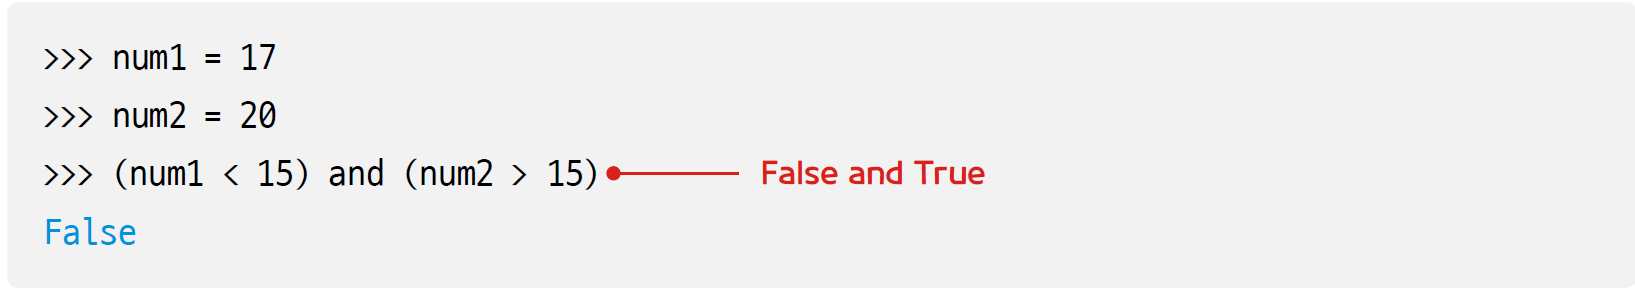 >>> num1 = 17
>>> num2 = 20
>>> (num1 < 15) and (num2 > 15) False and True
False